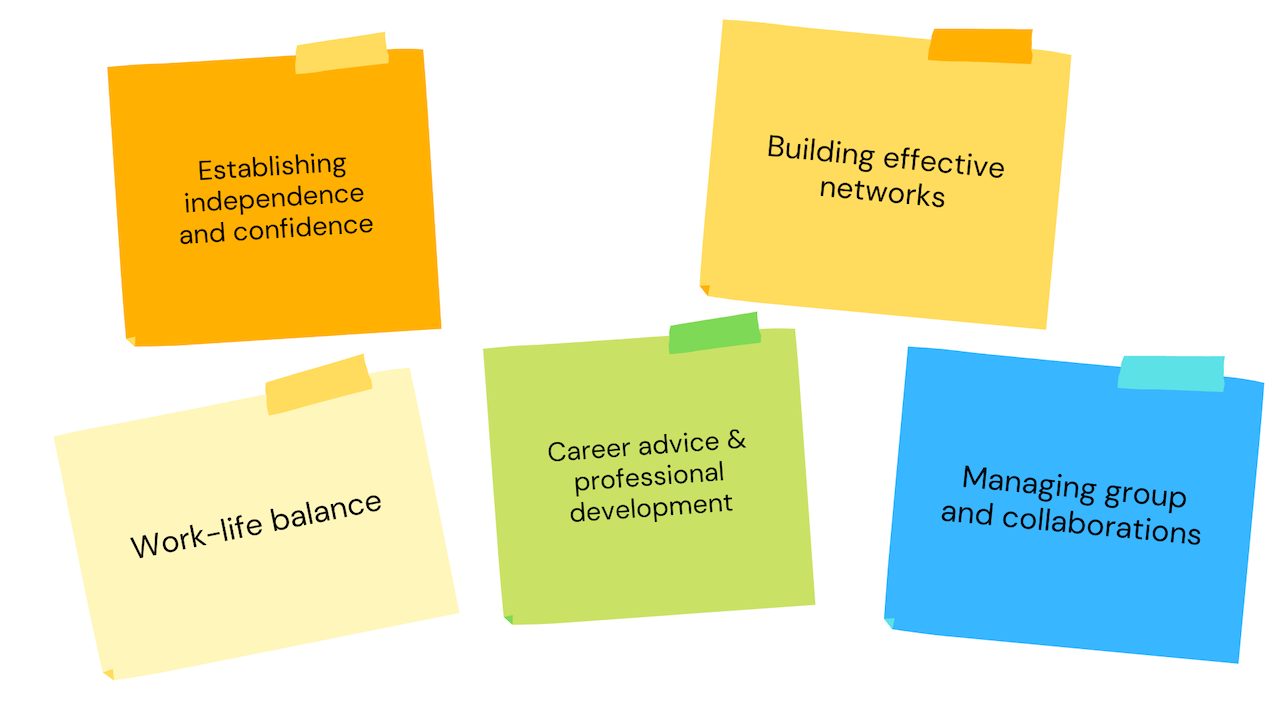 Establishing
independence
and confidence
Building effective
networks
Work-life balance
Career advice &
professional
development
Managing group
and collaborations